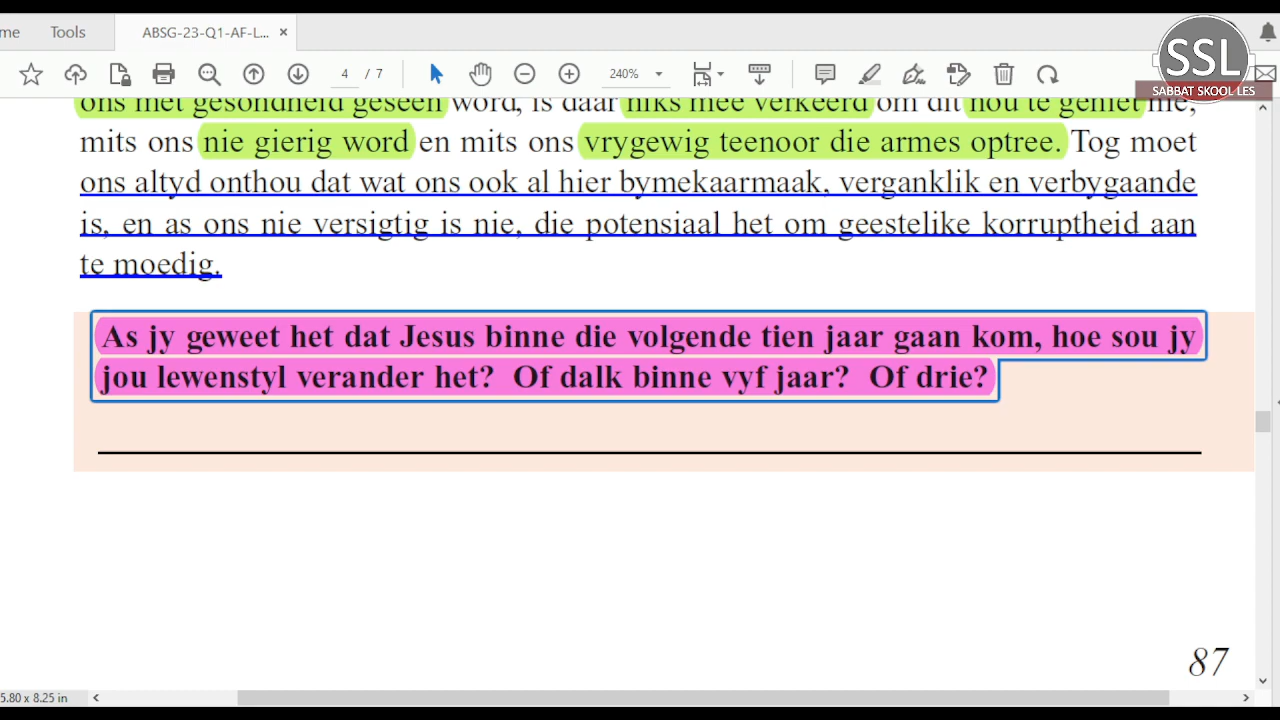 me Tools ABSG-23-Q1-AF-L... ×
4 / 7 240%
SSL
SABBAT SKOOL LES
ons met gesondheid geseën word, is daar niks mee verkeerd om dit nou te geniet nie,
mits ons nie gierig word en mits ons vrygewig teenoor die armes optree. Tog moet
ons altyd onthou dat wat ons ook al hier bymekaarmaak, verganklik en verbygaande
is, en as ons nie versigtig is nie, die potensiaal het om geestelike korruptheid aan
te moedig.
As jy geweet het dat Jesus binne die volgende tien jaar gaan kom, hoe sou jy
jou lewenstyl verander het? Of dalk binne vyf jaar? Of drie?
87
5.80 x 8.25 in